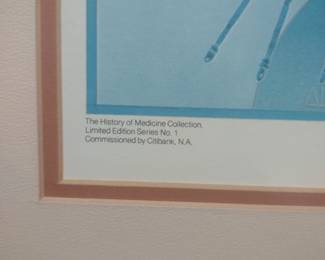 The History of Medicine Collection.
Limited Edition Series No. 1
Commissioned by Citibank, N.A.